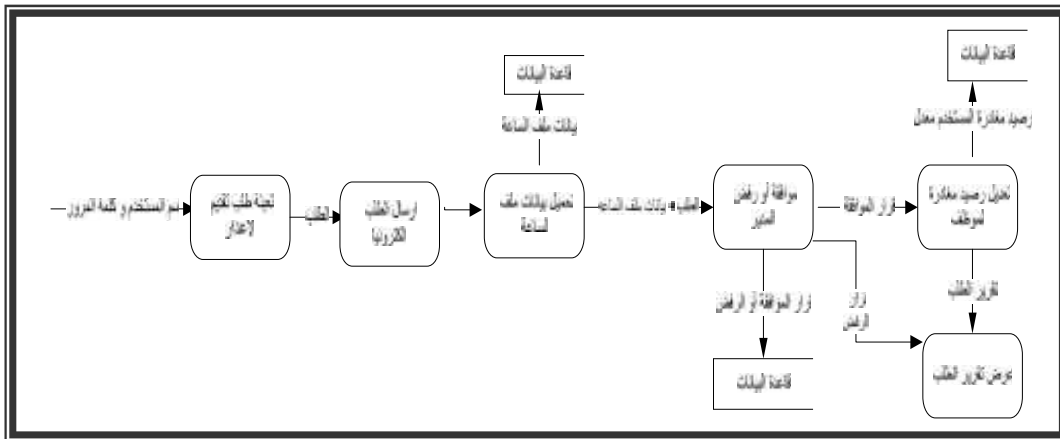 قاعدة البيانات
قاعدة البيانات
بيانات ملف الساعة
رصيد مغادرة المستخدم معدل
اسم المستخدم و كلمة المرور
تعبئة طلب تقديم
الاعذار
الطلب
ارسال الطلب
الكترونيا
تحميل بيانات ملف
الساعة
الطلب + بيانات ملف الساعه
موافقة أو رفض
المدير
قرار الموافقة
تعديل رصيد مغادرة
الموظف
قرار الموافقة أو الرفض
قرار
الرفض
تقرير الطلب
قاعدة البيانات
عرض تقرير الطلب